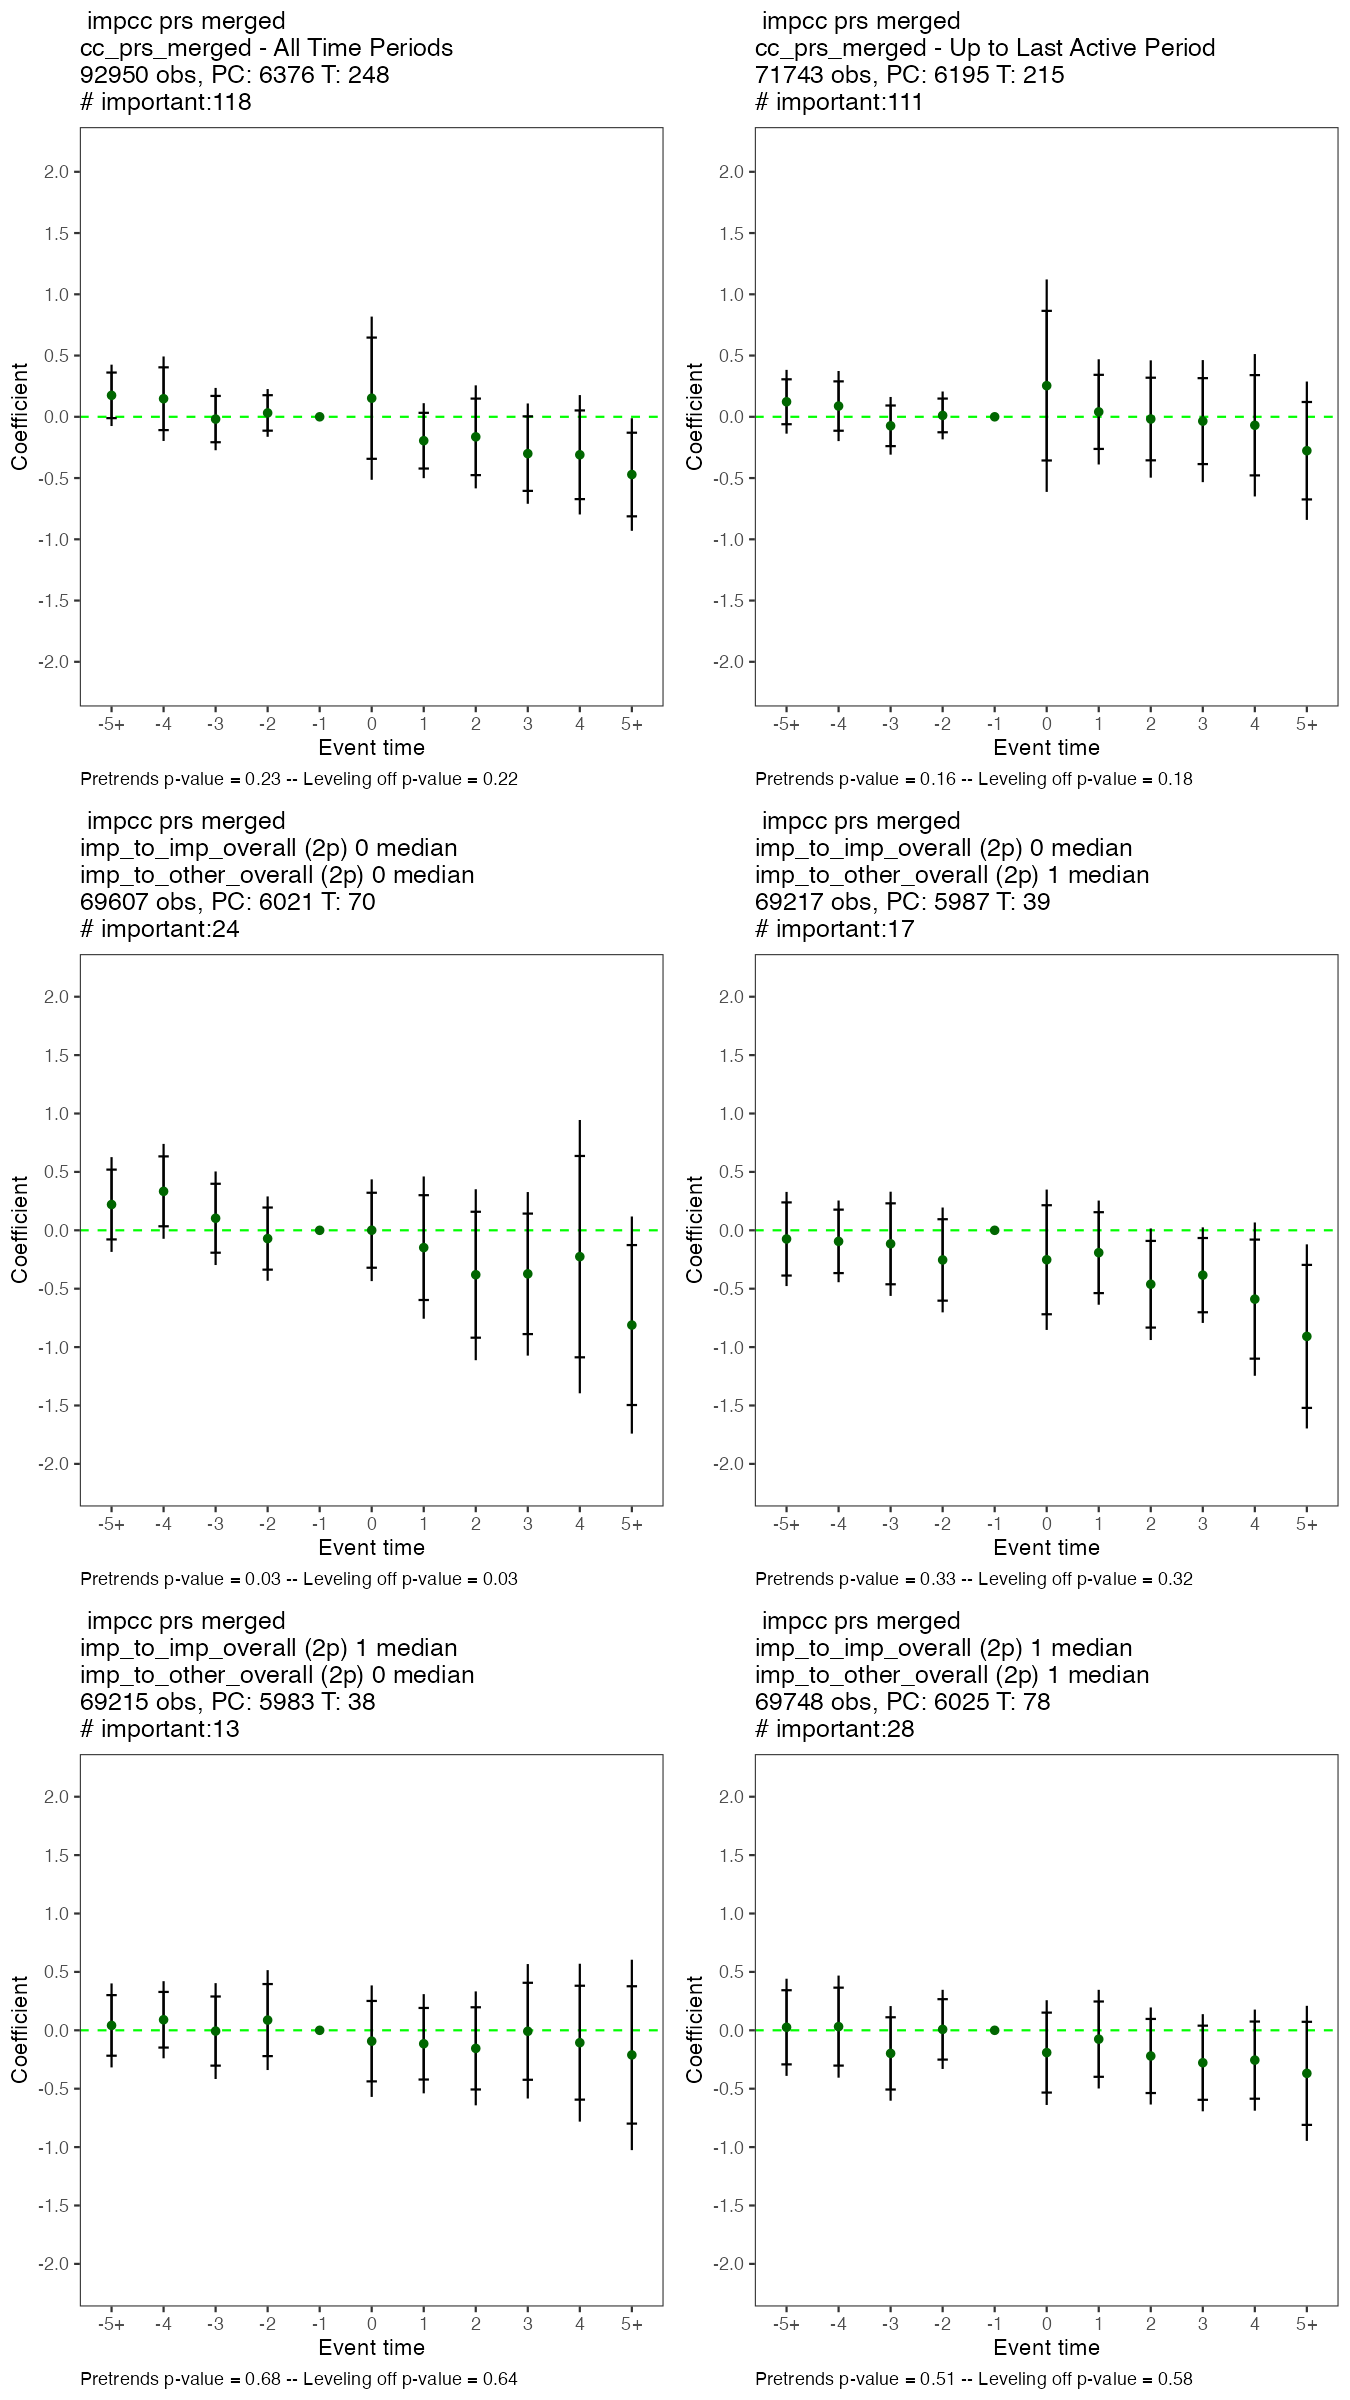 impcc prs merged
cc_prs_merged - All Time Periods
92950 obs, PC: 6376 T: 248
# important:118
2.0
1.5
1.0
0.5
0.0
-0.5
-1.0
-1.5
-2.0
Coefficient
-5+ -4 -3 -2 -1 0 1 2 3 4 5+
Event time
Pretrends p-value = 0.23 -- Leveling off p-value = 0.22
impcc prs merged
cc_prs_merged - Up to Last Active Period
71743 obs, PC: 6195 T: 215
# important:111
2.0
1.5
1.0
0.5
0.0
-0.5
-1.0
-1.5
-2.0
Coefficient
-5+ -4 -3 -2 -1 0 1 2 3 4 5+
Event time
Pretrends p-value = 0.16 -- Leveling off p-value = 0.18
impcc prs merged
imp_to_imp_overall (2p) 0 median
imp_to_other_overall (2p) 0 median
69607 obs, PC: 6021 T: 70
# important:24
2.0
1.5
1.0
0.5
0.0
-0.5
-1.0
-1.5
-2.0
Coefficient
-5+ -4 -3 -2 -1 0 1 2 3 4 5+
Event time
Pretrends p-value = 0.03 -- Leveling off p-value = 0.03
impcc prs merged
imp_to_imp_overall (2p) 0 median
imp_to_other_overall (2p) 1 median
69217 obs, PC: 5987 T: 39
# important:17
2.0
1.5
1.0
0.5
0.0
-0.5
-1.0
-1.5
-2.0
Coefficient
-5+ -4 -3 -2 -1 0 1 2 3 4 5+
Event time
Pretrends p-value = 0.33 -- Leveling off p-value = 0.32
impcc prs merged
imp_to_imp_overall (2p) 1 median
imp_to_other_overall (2p) 0 median
69215 obs, PC: 5983 T: 38
# important:13
2.0
1.5
1.0
0.5
0.0
-0.5
-1.0
-1.5
-2.0
Coefficient
-5+ -4 -3 -2 -1 0 1 2 3 4 5+
Event time
Pretrends p-value = 0.68 -- Leveling off p-value = 0.64
impcc prs merged
imp_to_imp_overall (2p) 1 median
imp_to_other_overall (2p) 1 median
69748 obs, PC: 6025 T: 78
# important:28
2.0
1.5
1.0
0.5
0.0
-0.5
-1.0
-1.5
-2.0
Coefficient
-5+ -4 -3 -2 -1 0 1 2 3 4 5+
Event time
Pretrends p-value = 0.51 -- Leveling off p-value = 0.58